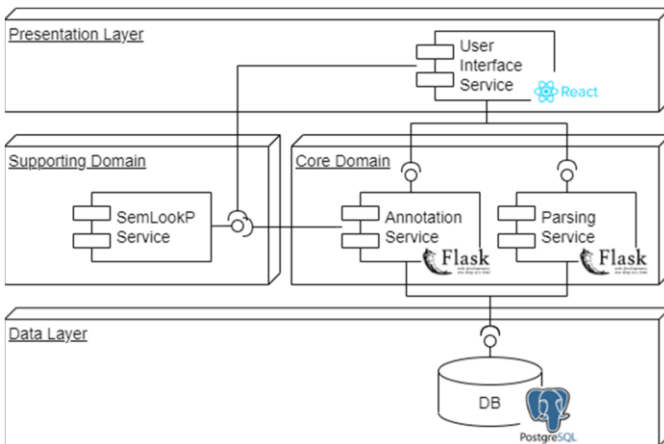 Presentation Layer
User
Interface
Service
React
Supporting Domain
SemLookP
Service
Core Domain
Annotation
Service
Flask
Parsing
Service
Flask
Data Layer
DB
PostgreSQL